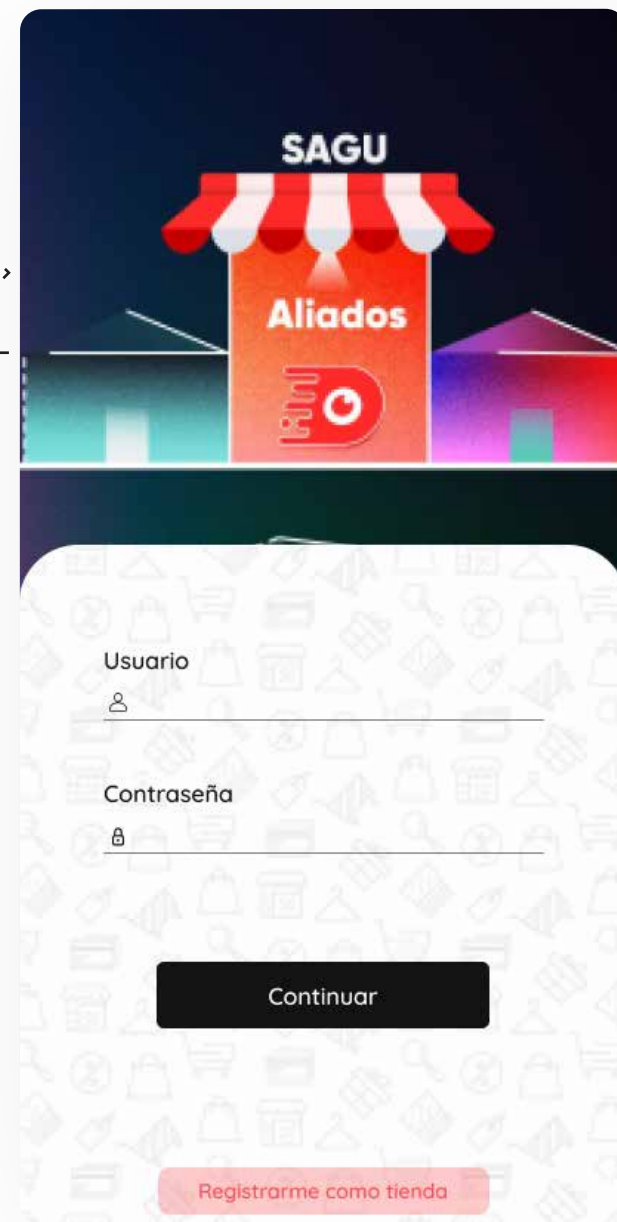 SAGU
Aliados
Usuario
Contraseña
Continuar
Registrarme como tienda